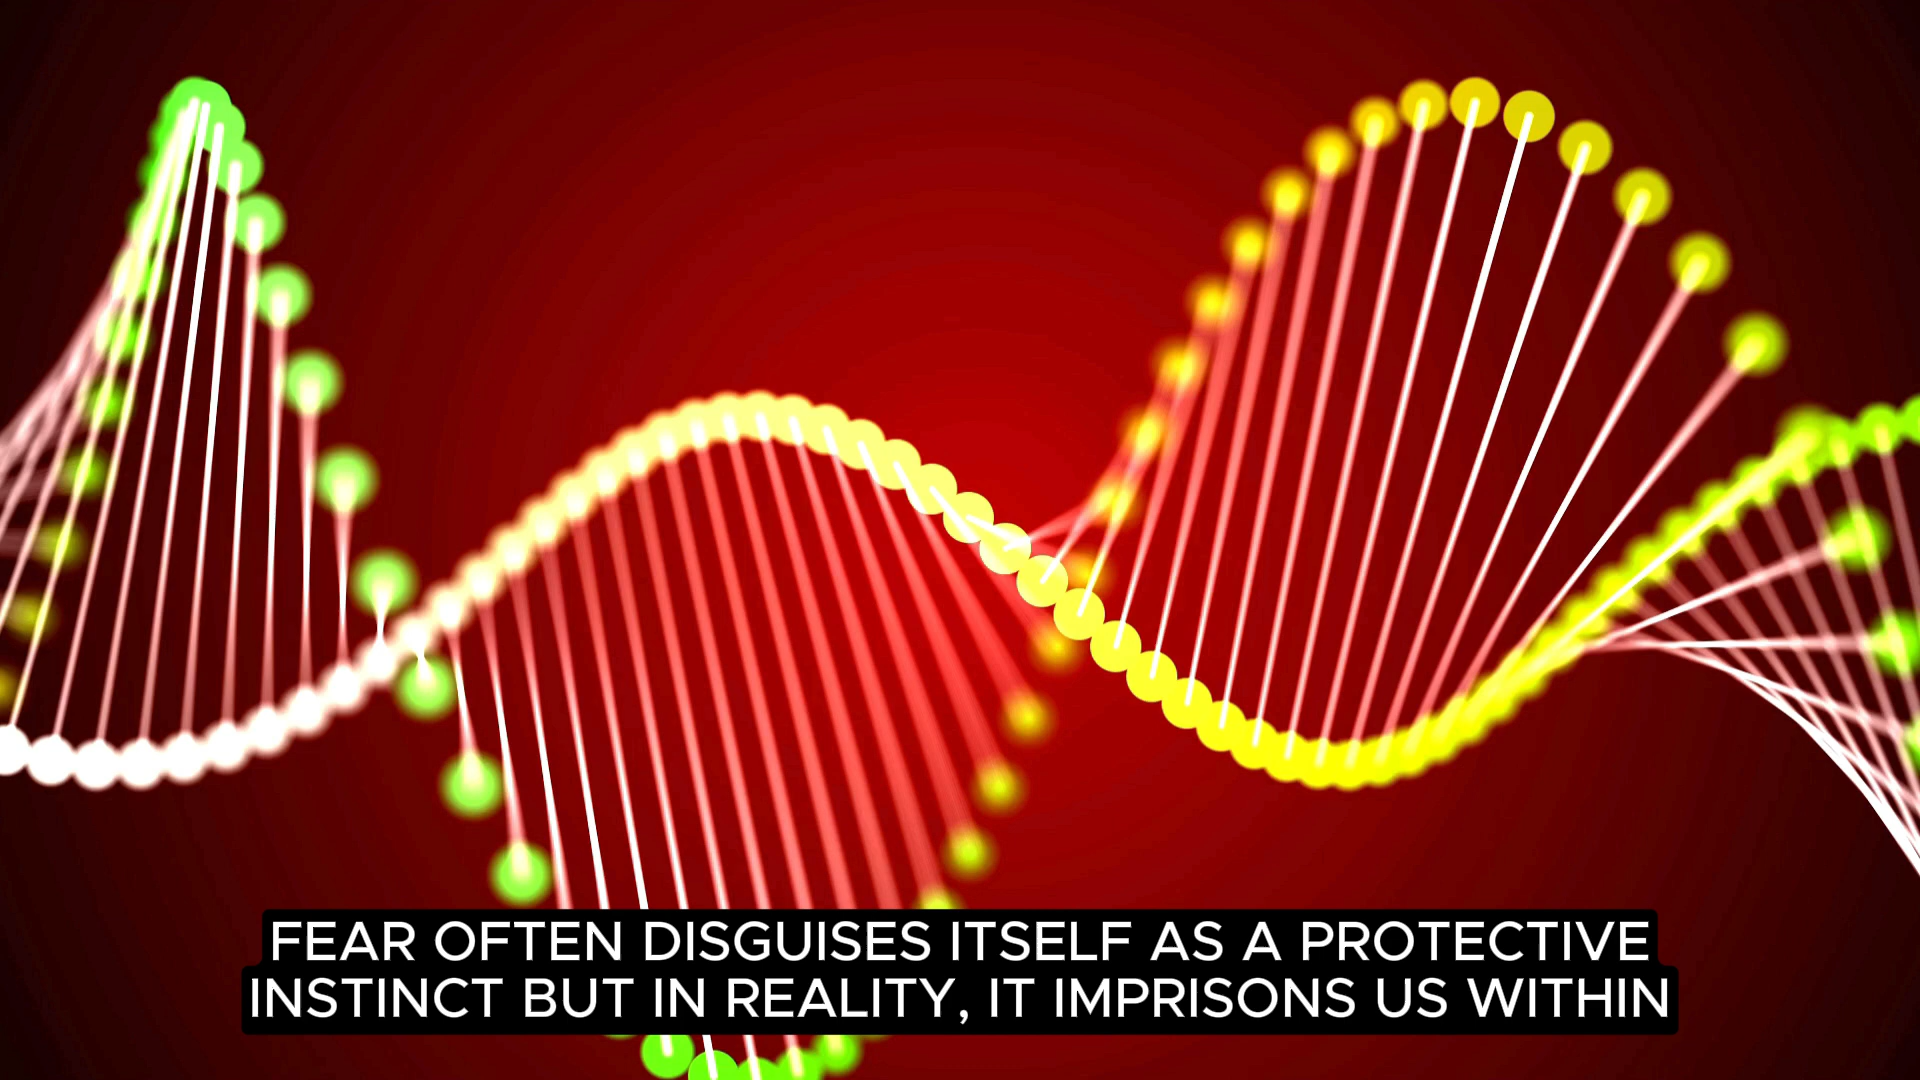 FEAR OFTEN DISGUISES ITSELF AS A PROTECTIVE
INSTINCT BUT IN REALITY, IT IMPRISONS US WITHIN